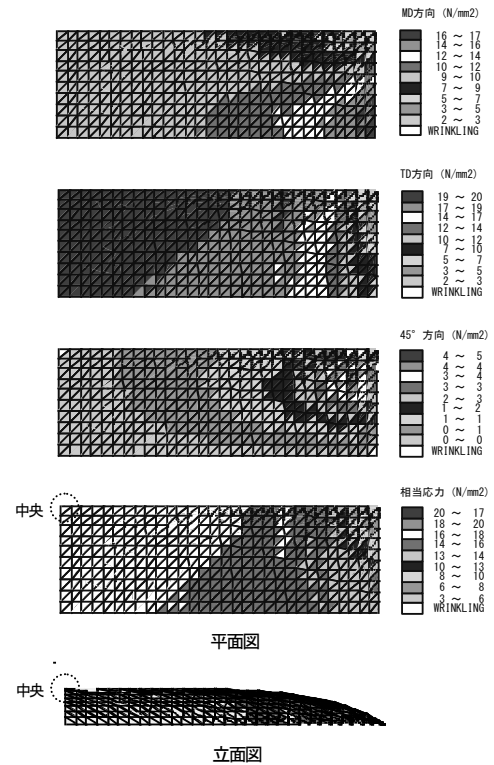 MD方向 (N/mm2)
16 ～ 17
14 ～ 16
12 ～ 14
10 ～ 12
9 ～ 10
7 ～ 9
5 ～ 7
3 ～ 5
2 ～ 3
WRINKLING
TD方向 (N/mm2)
19 ～ 20
17 ～ 19
14 ～ 17
12 ～ 14
10 ～ 12
7 ～ 10
5 ～ 7
3 ～ 5
2 ～ 3
WRINKLING
45° 方向 (N/mm2)
4 ～ 5
4 ～ 4
3 ～ 4
3 ～ 3
2 ～ 3
1 ～ 2
1 ～ 1
0 ～ 1
0 ～ 0
WRINKLING
中央
相当応力 (N/mm2)
20 ～ 17
18 ～ 20
16 ～ 18
14 ～ 16
13 ～ 14
10 ～ 13
8 ～ 10
6 ～ 8
3 ～ 6
WRINKLING
平面図
中央
立面図